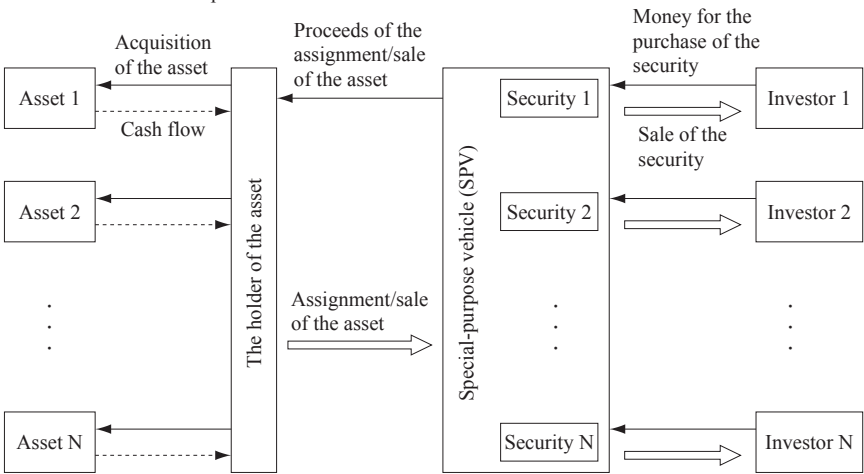 Acquisition
of the asset
Proceeds of the
assignment/sale
of the asset
Money for the
purchase of the
security
Asset 1
Cash flow
Security 1
Investor 1
Sale of the
security
Asset 2
Security 2
Investor 2
The holder of the asset
Assignment/sale
of the asset
Special-purpose vehicle (SPV)
Asset N
Security N
Investor N